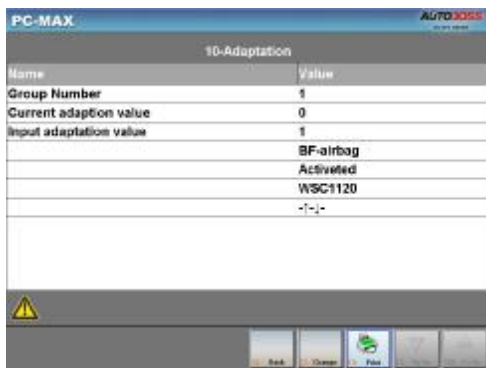 PC-MAX
AUTOBOSS
10-Adaptation
Name Value
Group Number 1
Current adaption value 0
Input adaptation value 1
BF-airbag
Activeted
WSC1120
-↑-↓-
Back Change Print